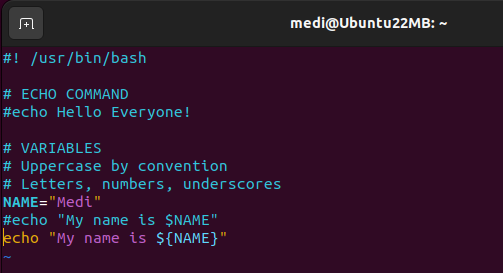 medi@Ubuntu22MB: ~
#! /usr/bin/bash
# ECHO COMMAND
#echo Hello Everyone!
# VARIABLES
# Uppercase by convention
# Letters, numbers, underscores
NAME="Medi"
#echo "My name is $NAME"
echo "My name is ${NAME}"
~